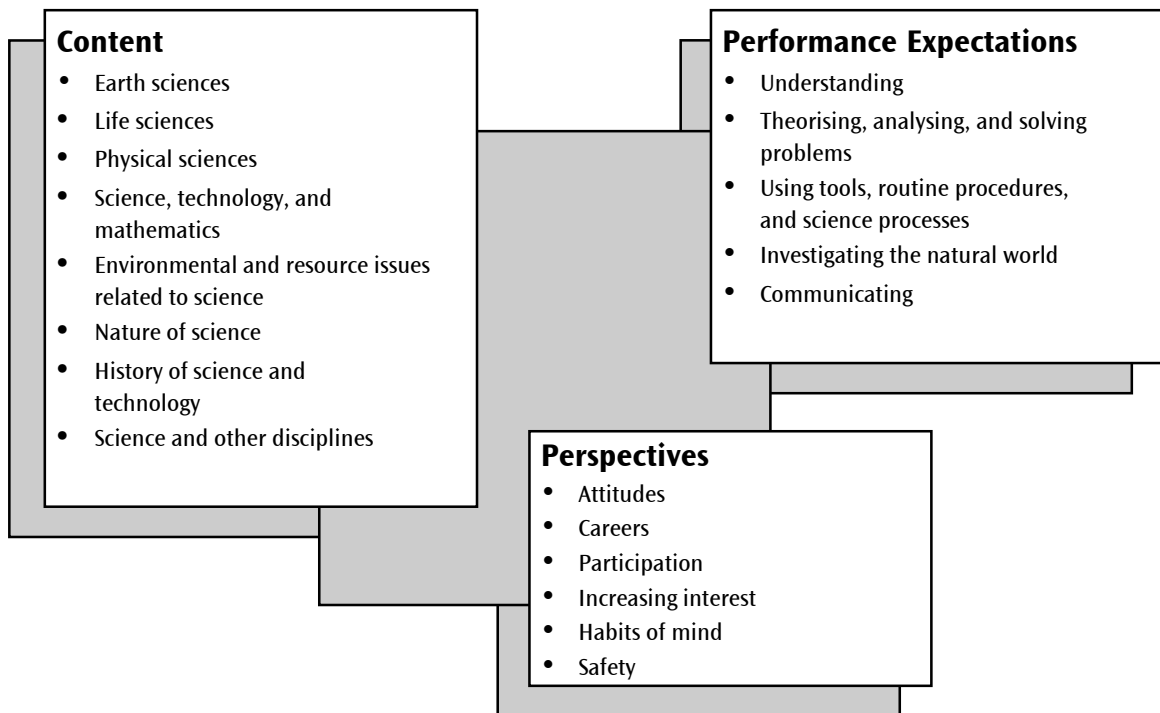 Content
• Earth sciences
• Life sciences
• Physical sciences
• Science, technology, and
mathematics
• Environmental and resource issues
related to science
• Nature of science
• History of science and
technology
• Science and other disciplines
Performance Expectations
• Understanding
• Theorising, analysing, and solving
problems
• Using tools, routine procedures,
and science processes
• Investigating the natural world
• Communicating
Perspectives
• Attitudes
• Careers
• Participation
• Increasing interest
• Habits of mind
• Safety